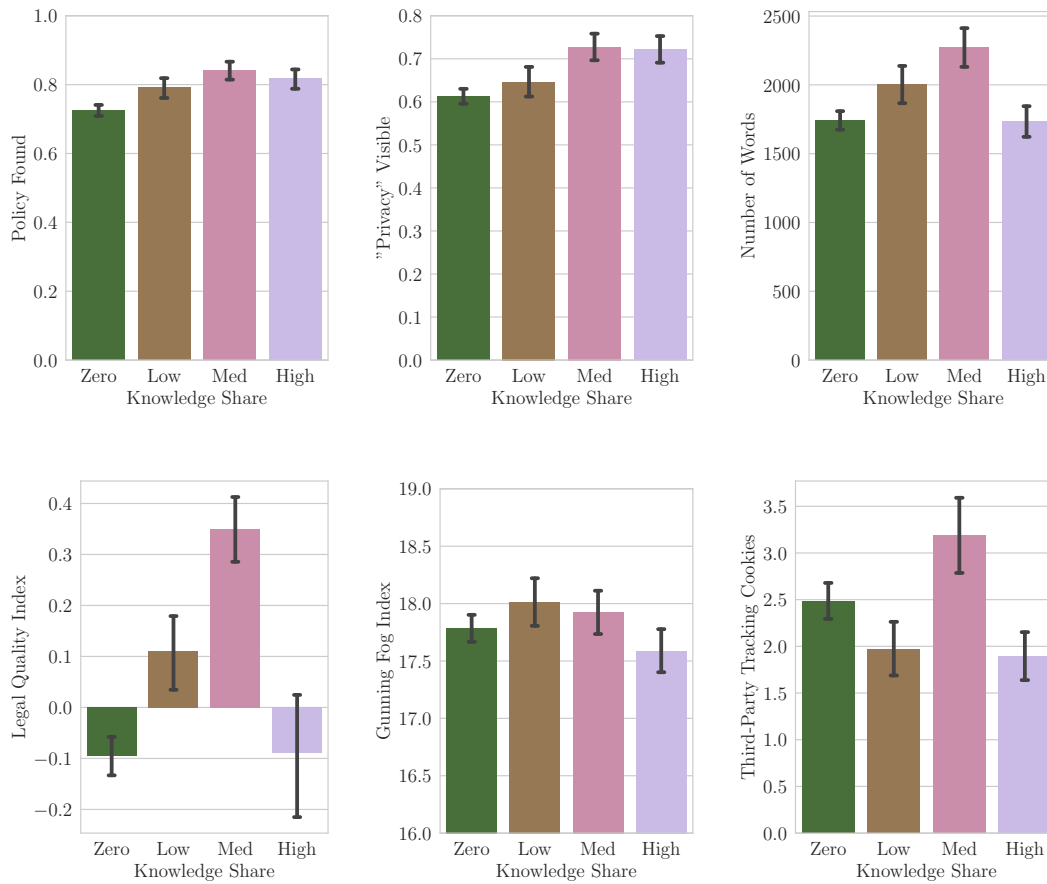 1.0
0.8
0.6
0.4
0.2
0.0
Policy Found
Zero Low Med High
Knowledge Share
0.8
0.7
0.6
0.5
0.4
0.3
0.2
0.1
0.0
”Privacy” Visible
Zero Low Med High
Knowledge Share
2500
2000
1500
1000
500
0
Number of Words
Zero Low Med High
Knowledge Share
0.4
0.3
0.2
0.1
0.0
−0.1
−0.2
Legal Quality Index
Zero Low Med High
Knowledge Share
19.0
18.5
18.0
17.5
17.0
16.5
16.0
Gunning Fog Index
Zero Low Med High
Knowledge Share
3.5
3.0
2.5
2.0
1.5
1.0
0.5
0.0
Third-Party Tracking Cookies
Zero Low Med High
Knowledge Share